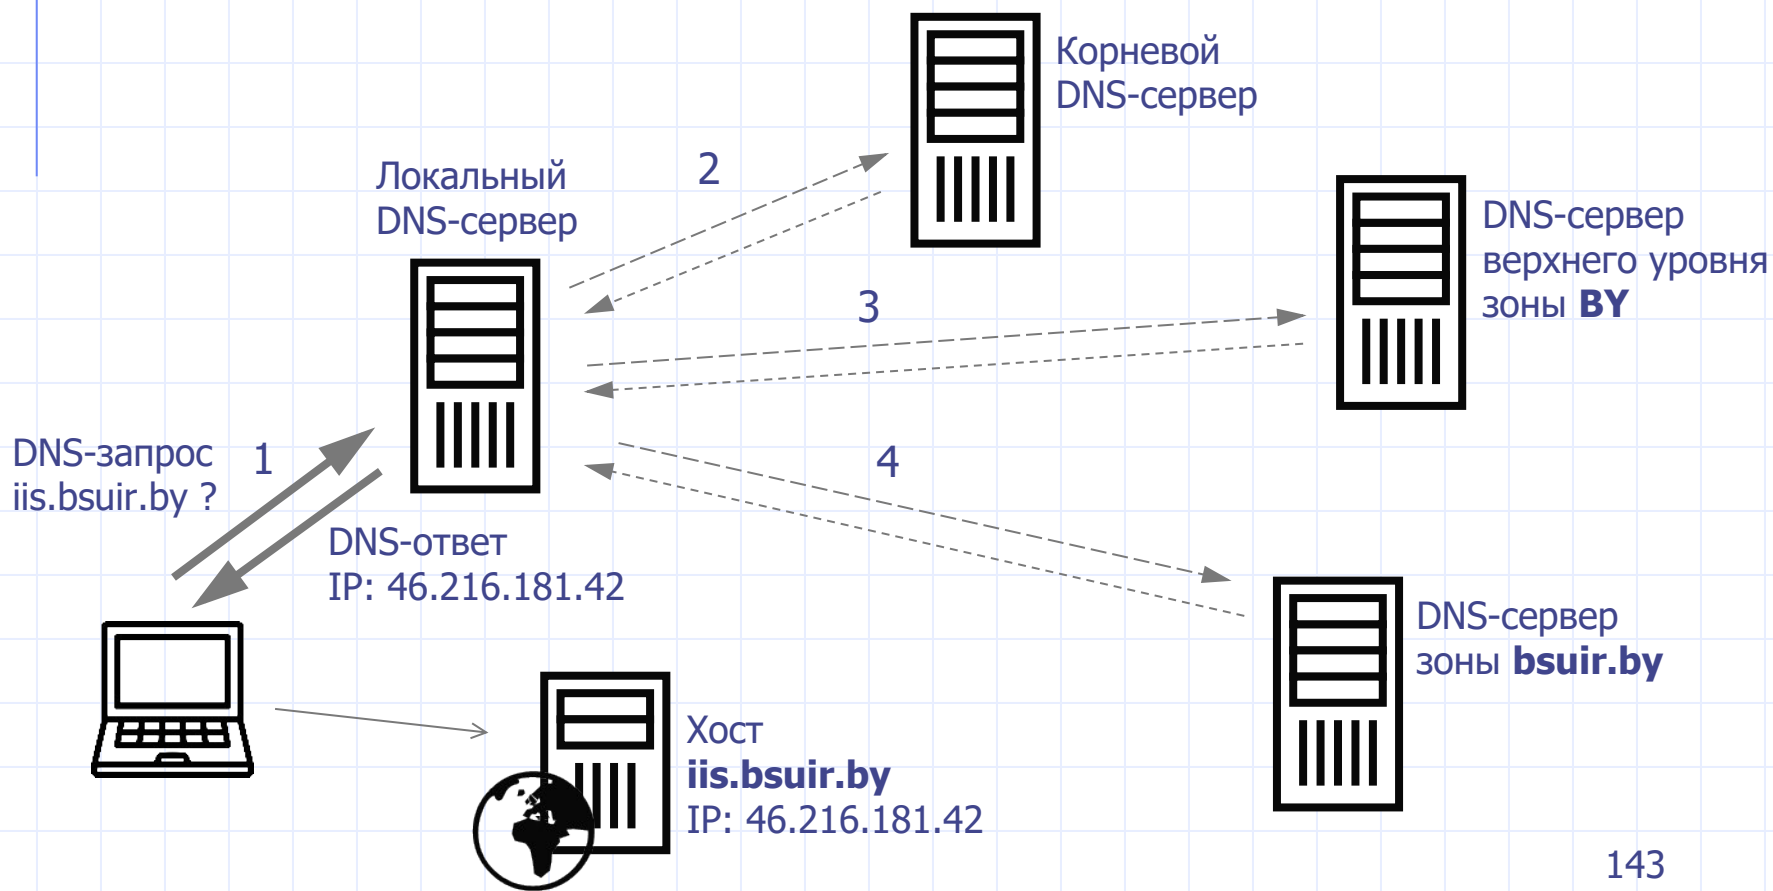 Корневой
DNS-сервер
Локальный
DNS-сервер
2
DNS-сервер
верхнего уровня
зоны BY
3
DNS-запрос
iis.bsuir.by ?
1
4
DNS-ответ
IP: 46.216.181.42
DNS-сервер
зоны bsuir.by
Хост
iis.bsuir.by
IP: 46.216.181.42
143